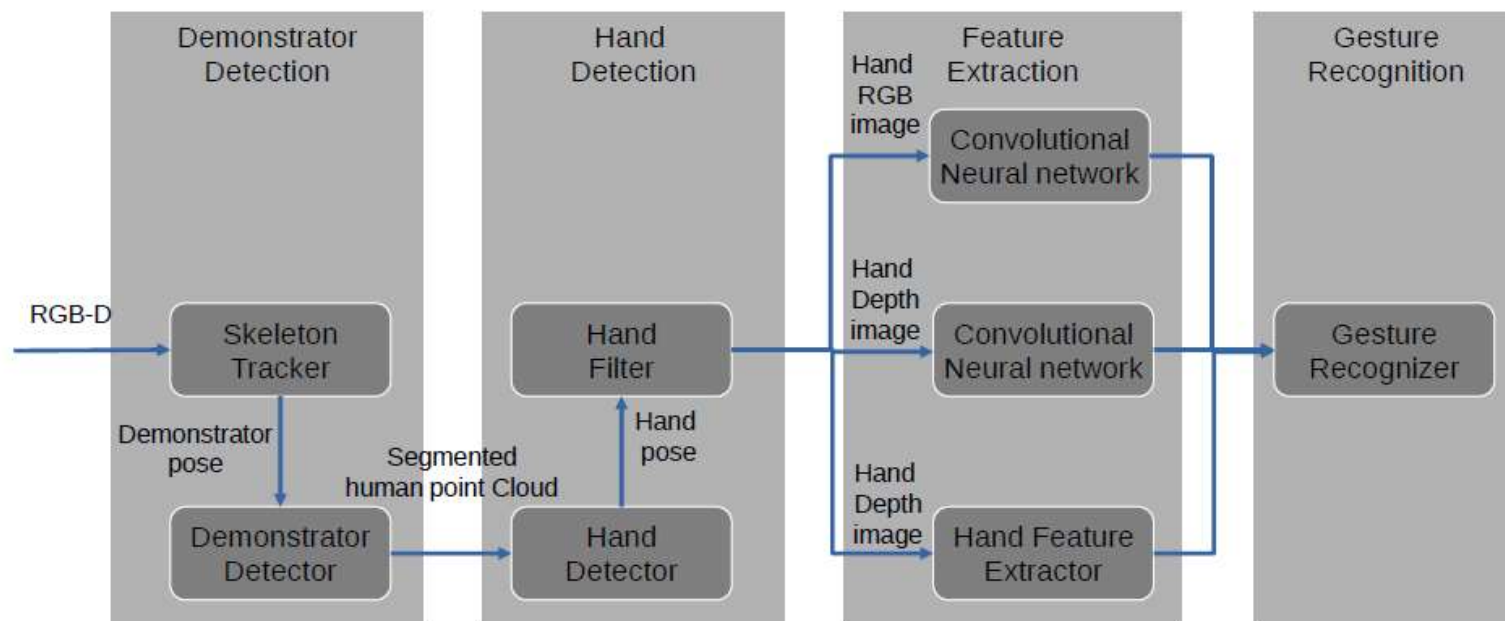 Demonstrator
Detection
Hand
Detection
Feature
Extraction
Gesture
Recognition
RGB-D
Skeleton
Tracker
Demonstrator
pose
Demonstrator
Detector
Segmented
human point Cloud
Hand
Detector
Hand
pose
Hand
Filter
Hand
RGB
image
Convolutional
Neural network
Hand
Depth
image
Convolutional
Neural network
Hand
Depth
image
Hand Feature
Extractor
Gesture
Recognizer